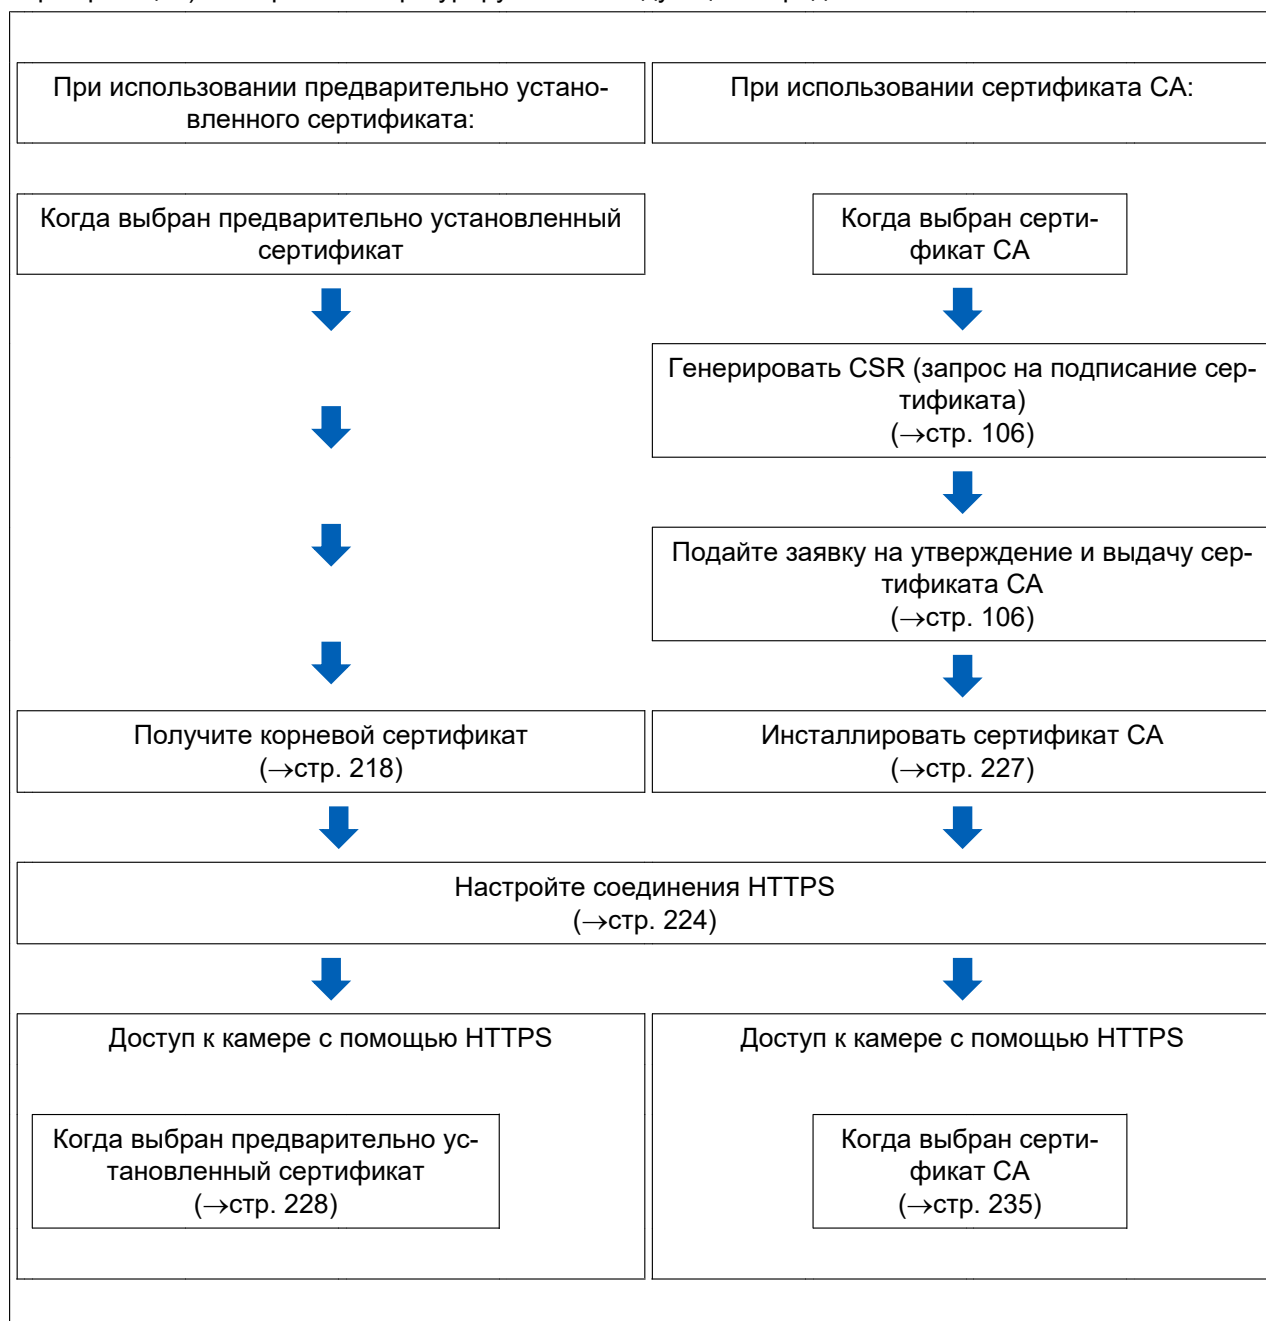 При использовании предварительно уста-
новленного сертификата:
При использовании сертификата CA:
Когда выбран предварительно установленный
сертификат
Когда выбран серти-
фикат CA
Генерировать CSR (запрос на подписание сер-
тификата)
(→стр. 106)
Подайте заявку на утверждение и выдачу сер-
тификата CA
(→стр. 106)
Получите корневой сертификат
(→стр. 218)
Инсталлировать сертификат CA
(→стр. 227)
Настройте соединения HTTPS
(→стр. 224)
Доступ к камере с помощью HTTPS
Доступ к камере с помощью HTTPS
Когда выбран предварительно ус-
тановленный сертификат
(→стр. 228)
Когда выбран серти-
фикат CA
(→стр. 235)